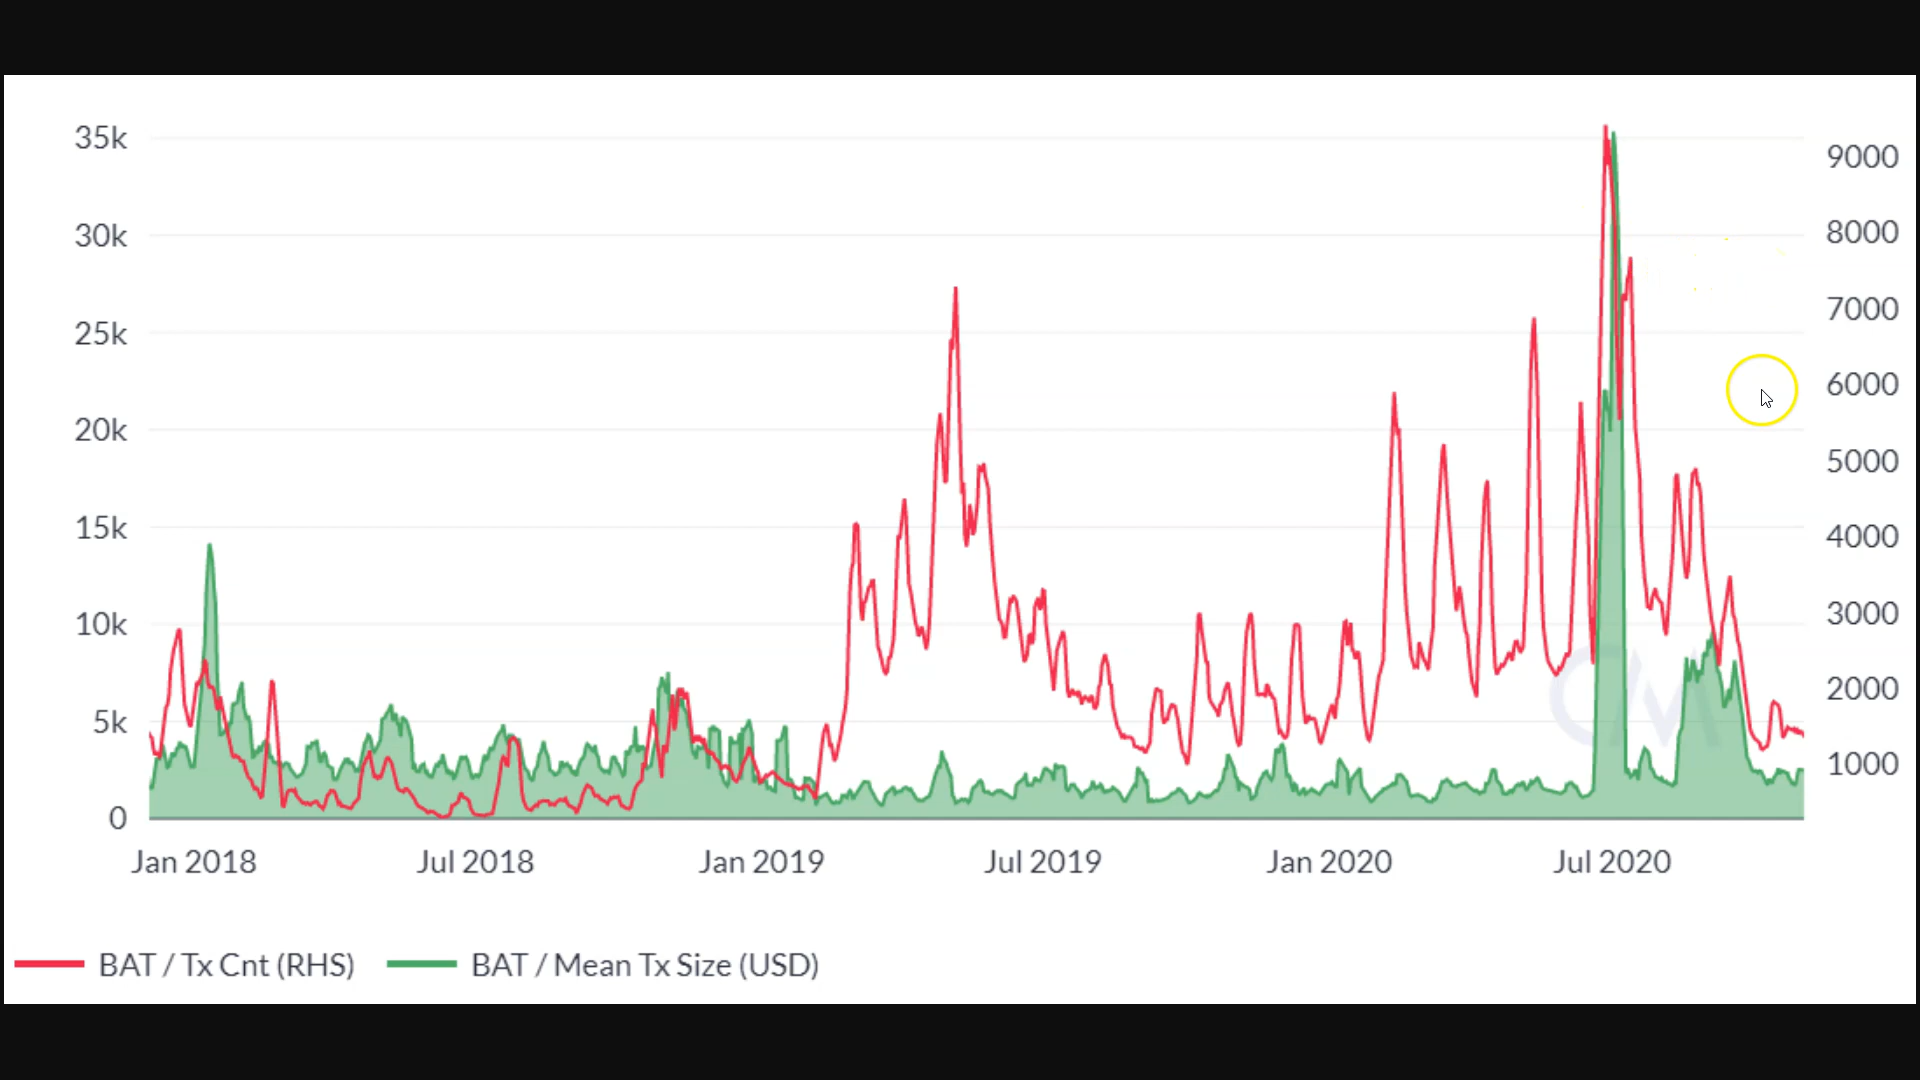 35k
30k
25k
20k
15k
10k
5k
0
9000
8000
7000
6000
5000
4000
3000
2000
1000
Jan 2018 Jul 2018 Jan 2019 Jul 2019 Jan 2020 Jul 2020
CM
BAT / Tx Cnt (RHS) BAT / Mean Tx Size (USD)